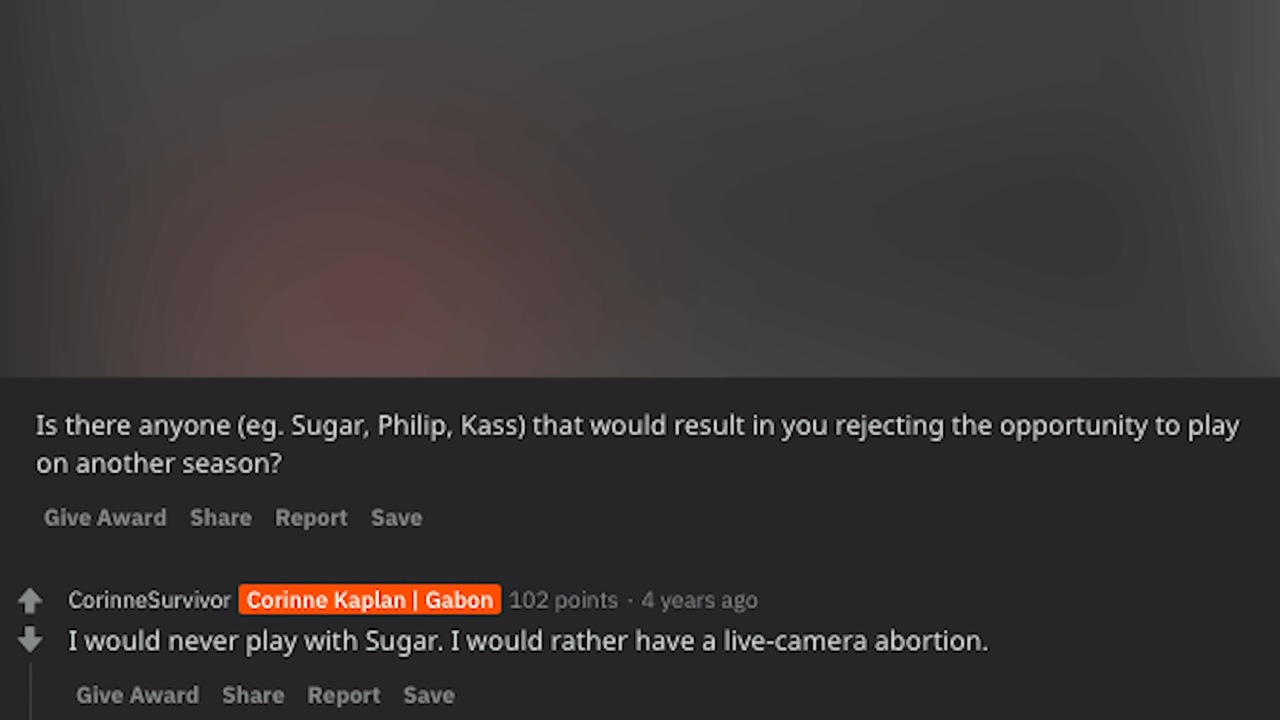 Is there anyone (eg. Sugar, Philip, Kass) that would result in you rejecting the opportunity to play
on another season?
Give Award Share Report Save
CorinneSurvivor Corinne Kaplan | Gabon 102 points · 4 years ago
I would never play with Sugar. I would rather have a live-camera abortion.
Give Award Share Report Save